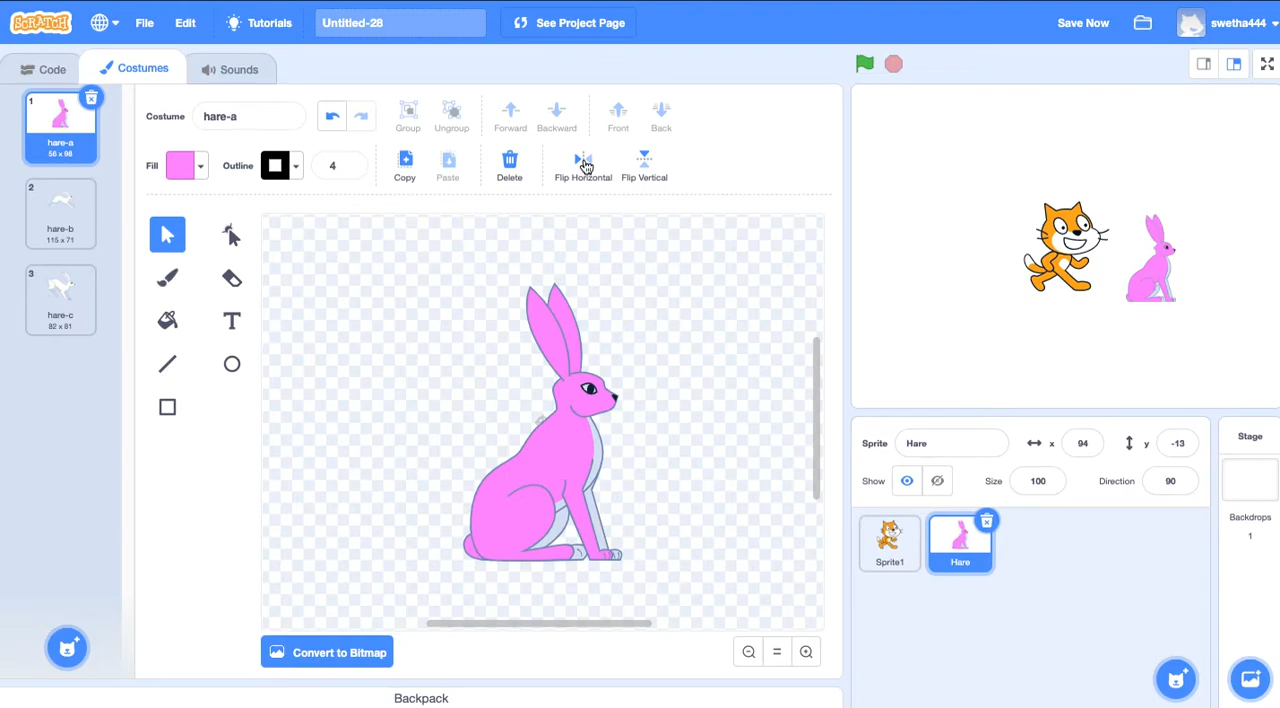 SCRATCH File Edit Tutorials Untitled-28 See Project Page Save Now swetha444
Code Costumes Sounds
1
hare-a
56 x 98
2
hare-b
115 x 71
3
hare-c
82 x 81
Costume hare-a Group Ungroup Forward Backward Front Back
Fill Outline 4 Copy Paste Delete Flip Horizontal Flip Vertical
Convert to Bitmap
Backpack
Sprite Hare x 94 y -13
Show Size 100 Direction 90
Sprite1
Hare
Stage
Backdrops
1